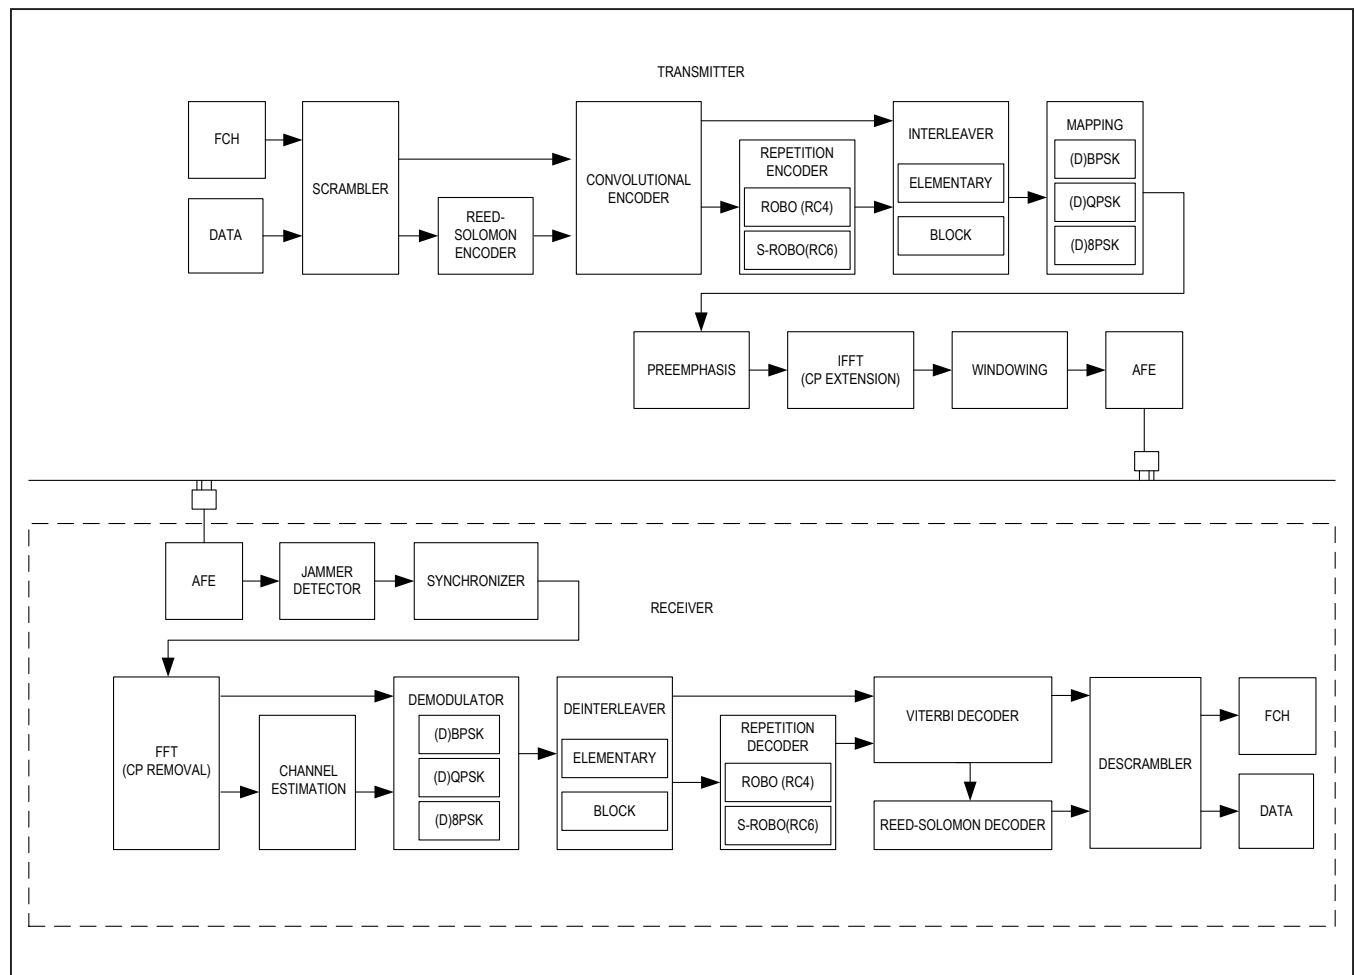 TRANSMITTER
FCH
DATA
SCRAMBLER
REED-
SOLOMON
ENCODER
CONVOLUTIONAL
ENCODER
REPETITION
ENCODER
ROBO (RC4)
S-ROBO(RC6)
INTERLEAVER
ELEMENTARY
BLOCK
MAPPING
(D)BPSK
(D)QPSK
(D)8PSK
PREEMPHASIS
IFFT
(CP EXTENSION)
WINDOWING
AFE
AFE
JAMMER
DETECTOR
SYNCHRONIZER
RECEIVER
FFT
(CP REMOVAL)
CHANNEL
ESTIMATION
DEMODULATOR
(D)BPSK
(D)QPSK
(D)8PSK
DEINTERLEAVER
ELEMENTARY
BLOCK
REPETITION
DECODER
ROBO (RC4)
S-ROBO(RC6)
VITERBI DECODER
REED-SOLOMON DECODER
DESCRAMBLER
FCH
DATA